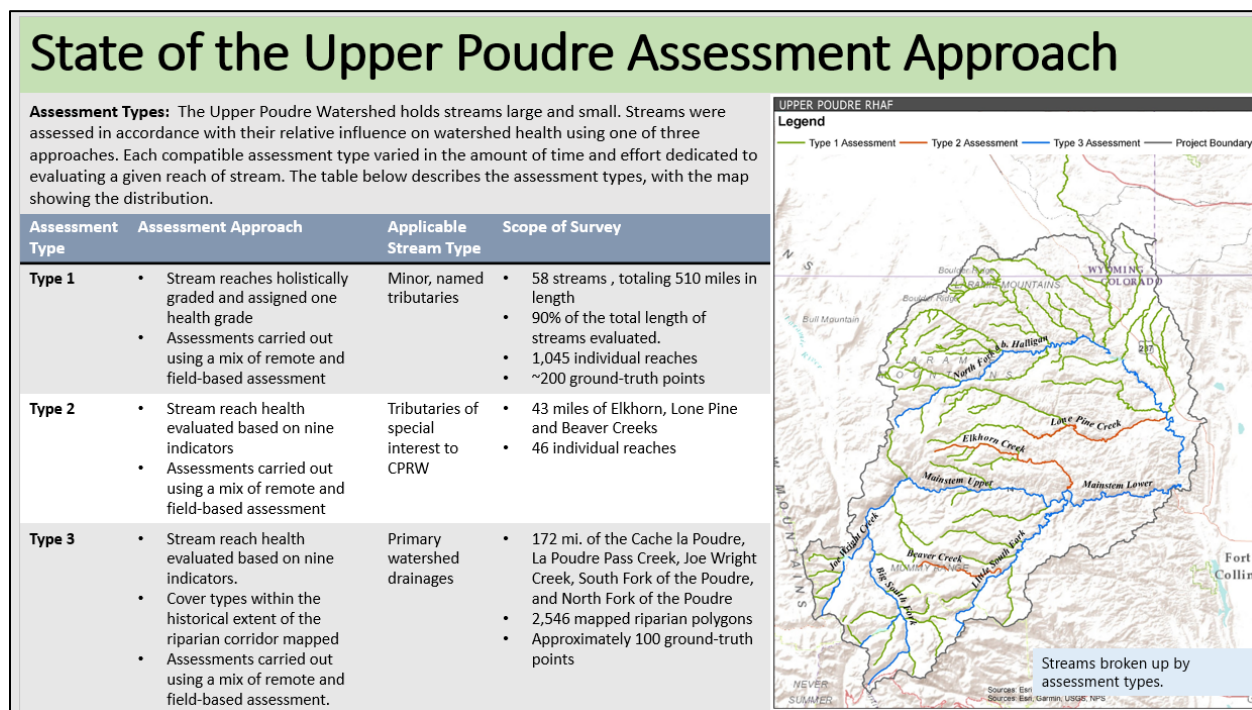 State of the Upper Poudre Assessment Approach
Assessment Types: The Upper Poudre Watershed holds streams large and small. Streams were
assessed in accordance with their relative influence on watershed health using one of three
approaches. Each compatible assessment type varied in the amount of time and effort dedicated to
evaluating a given reach of stream. The table below describes the assessment types, with the map
showing the distribution.
Assessment Type
Assessment Approach
Applicable Stream Type
Scope of Survey
Type 1
• Stream reaches holistically
graded and assigned one
health grade
• Assessments carried out
using a mix of remote and
field-based assessment
Minor, named
tributaries
• 58 streams , totaling 510 miles in
length
• 90% of the total length of
streams evaluated.
• 1,045 individual reaches
• ~200 ground-truth points
Type 2
• Stream reach health
evaluated based on nine
indicators
• Assessments carried out
using a mix of remote and
field-based assessment
Tributaries of
special
interest to
CPRW
• 43 miles of Elkhorn, Lone Pine
and Beaver Creeks
• 46 individual reaches
Type 3
• Stream reach health
evaluated based on nine
indicators.
• Cover types within the
historical extent of the
riparian corridor mapped
• Assessments carried out
using a mix of remote and
field-based assessment.
Primary
watershed
drainages
• 172 mi. of the Cache la Poudre,
La Poudre Pass Creek, Joe Wright
Creek, South Fork of the Poudre,
and North Fork of the Poudre
• 2,546 mapped riparian polygons
• Approximately 100 ground-truth
points
UPPER POUDRE RHAF
Legend
Type 1 Assessment
Type 2 Assessment
Type 3 Assessment
Project Boundary
WYOMING
COLORADO
Boulder Ridge
LARAMIE MOUNTAINS
Boulder Ridge
Bull Mountain
North Fork ab. Halligan
Lone Pine Creek
Elkhorn Creek
Mainstem Upper
Mainstem Lower
Joe Wright Creek
Beaver Creek
MUMMY RANGE
Little South Fork
Big South Fork
Fort
Collin
NEVER
SUMMER
Streams broken up by
assessment types.
Sources: Esri
Sources: Esri, Garmin, USGS, NPS